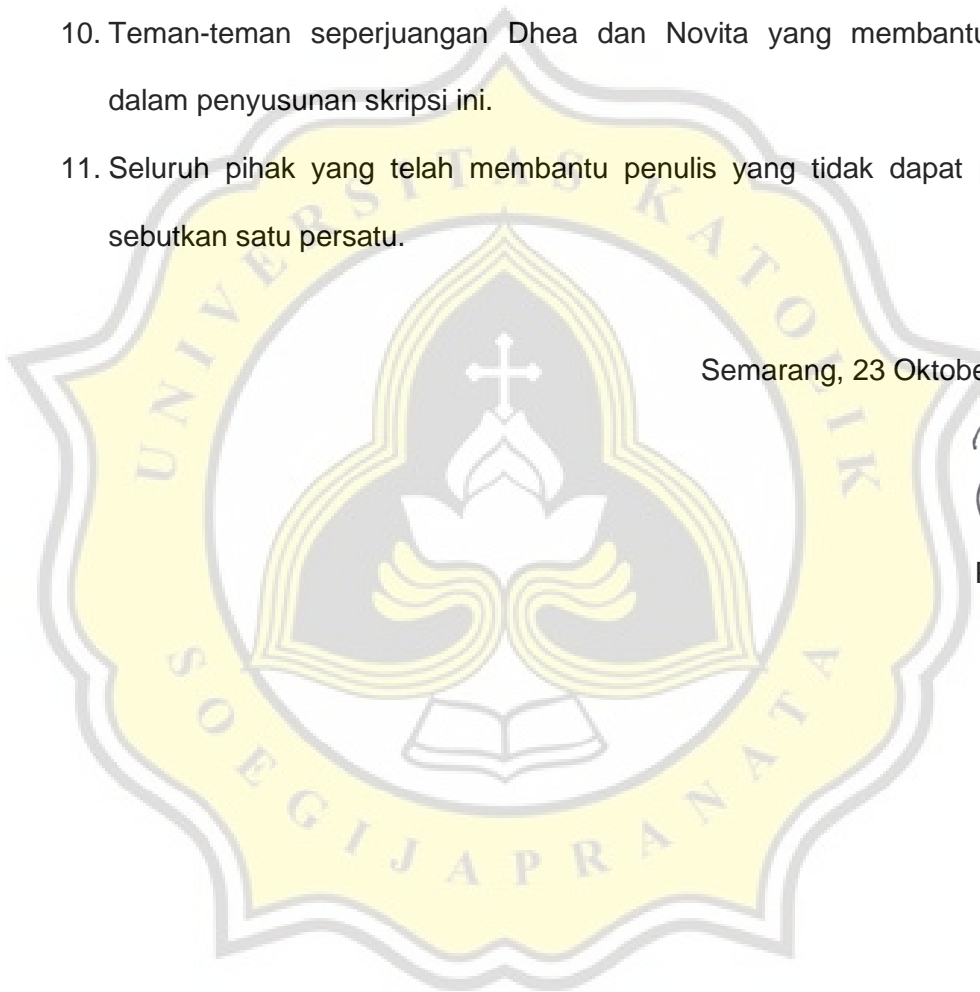 10. Teman-teman seperjuangan Dhea dan Novita yang membantu
dalam penyusunan skripsi ini.
11. Seluruh pihak yang telah membantu penulis yang tidak dapat
sebutkan satu persatu.
Semarang, 23 Oktobe
UNIVERSITAS KATOLIK
SOEGIJAPRANATA